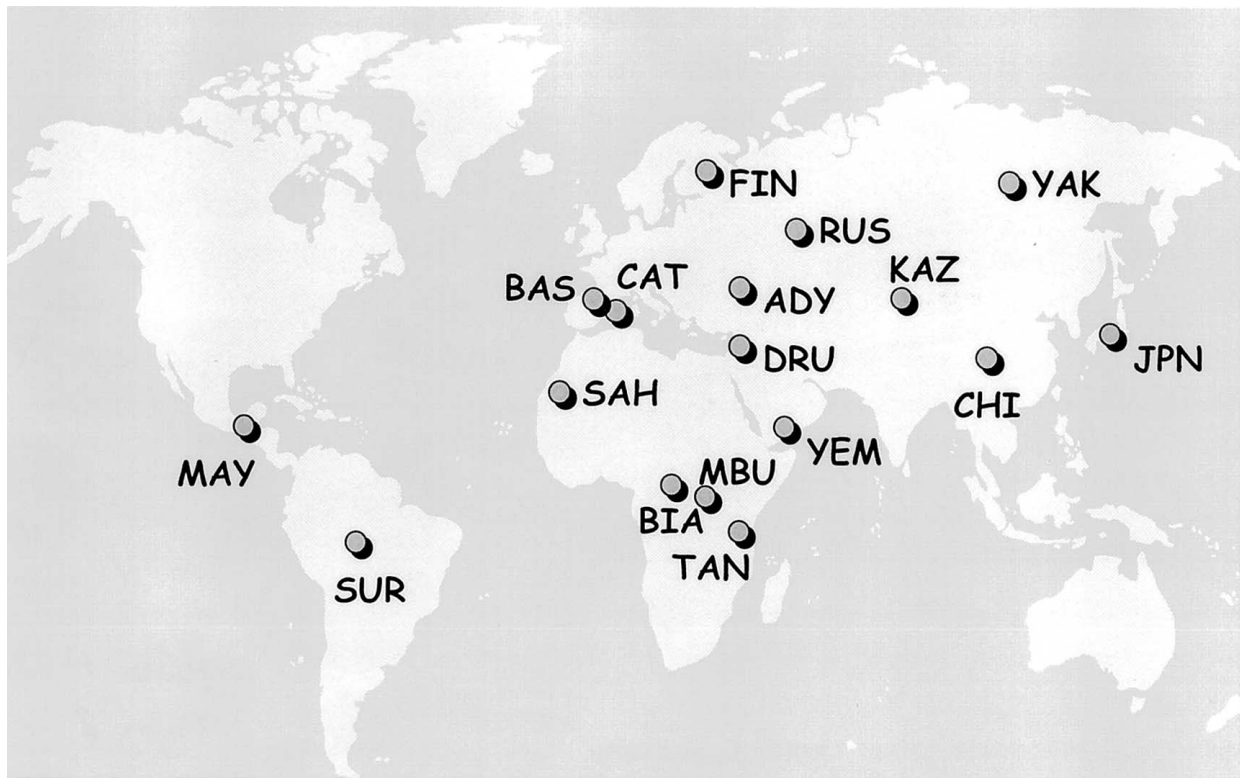 FIN
YAK
RUS
KAZ
CAT
BAS
ADY
JPN
DRU
SAH
CHI
YEM
MAY
MBU
BIA
TAN
SUR